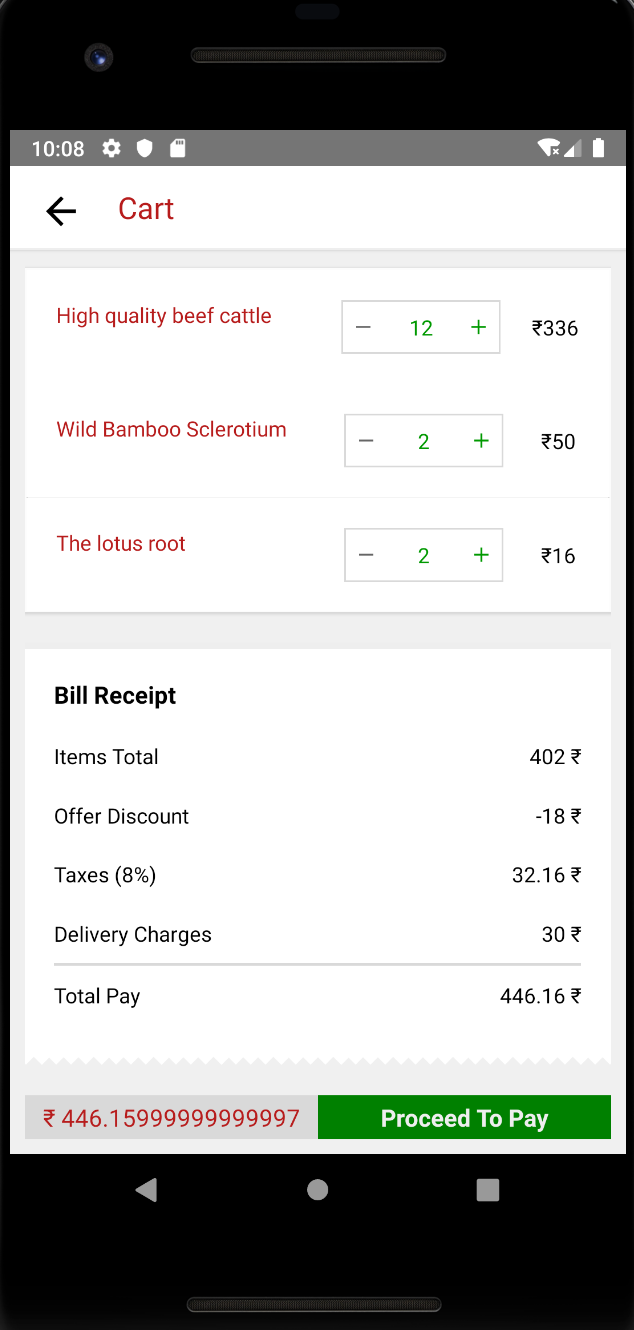 10:08
Cart
High quality beef cattle − 12 + ₹336
Wild Bamboo Sclerotium − 2 + ₹50
The lotus root − 2 + ₹16
Bill Receipt
Items Total 402 ₹
Offer Discount -18 ₹
Taxes (8%) 32.16 ₹
Delivery Charges 30 ₹
Total Pay 446.16 ₹
₹ 446.15999999999997 Proceed To Pay